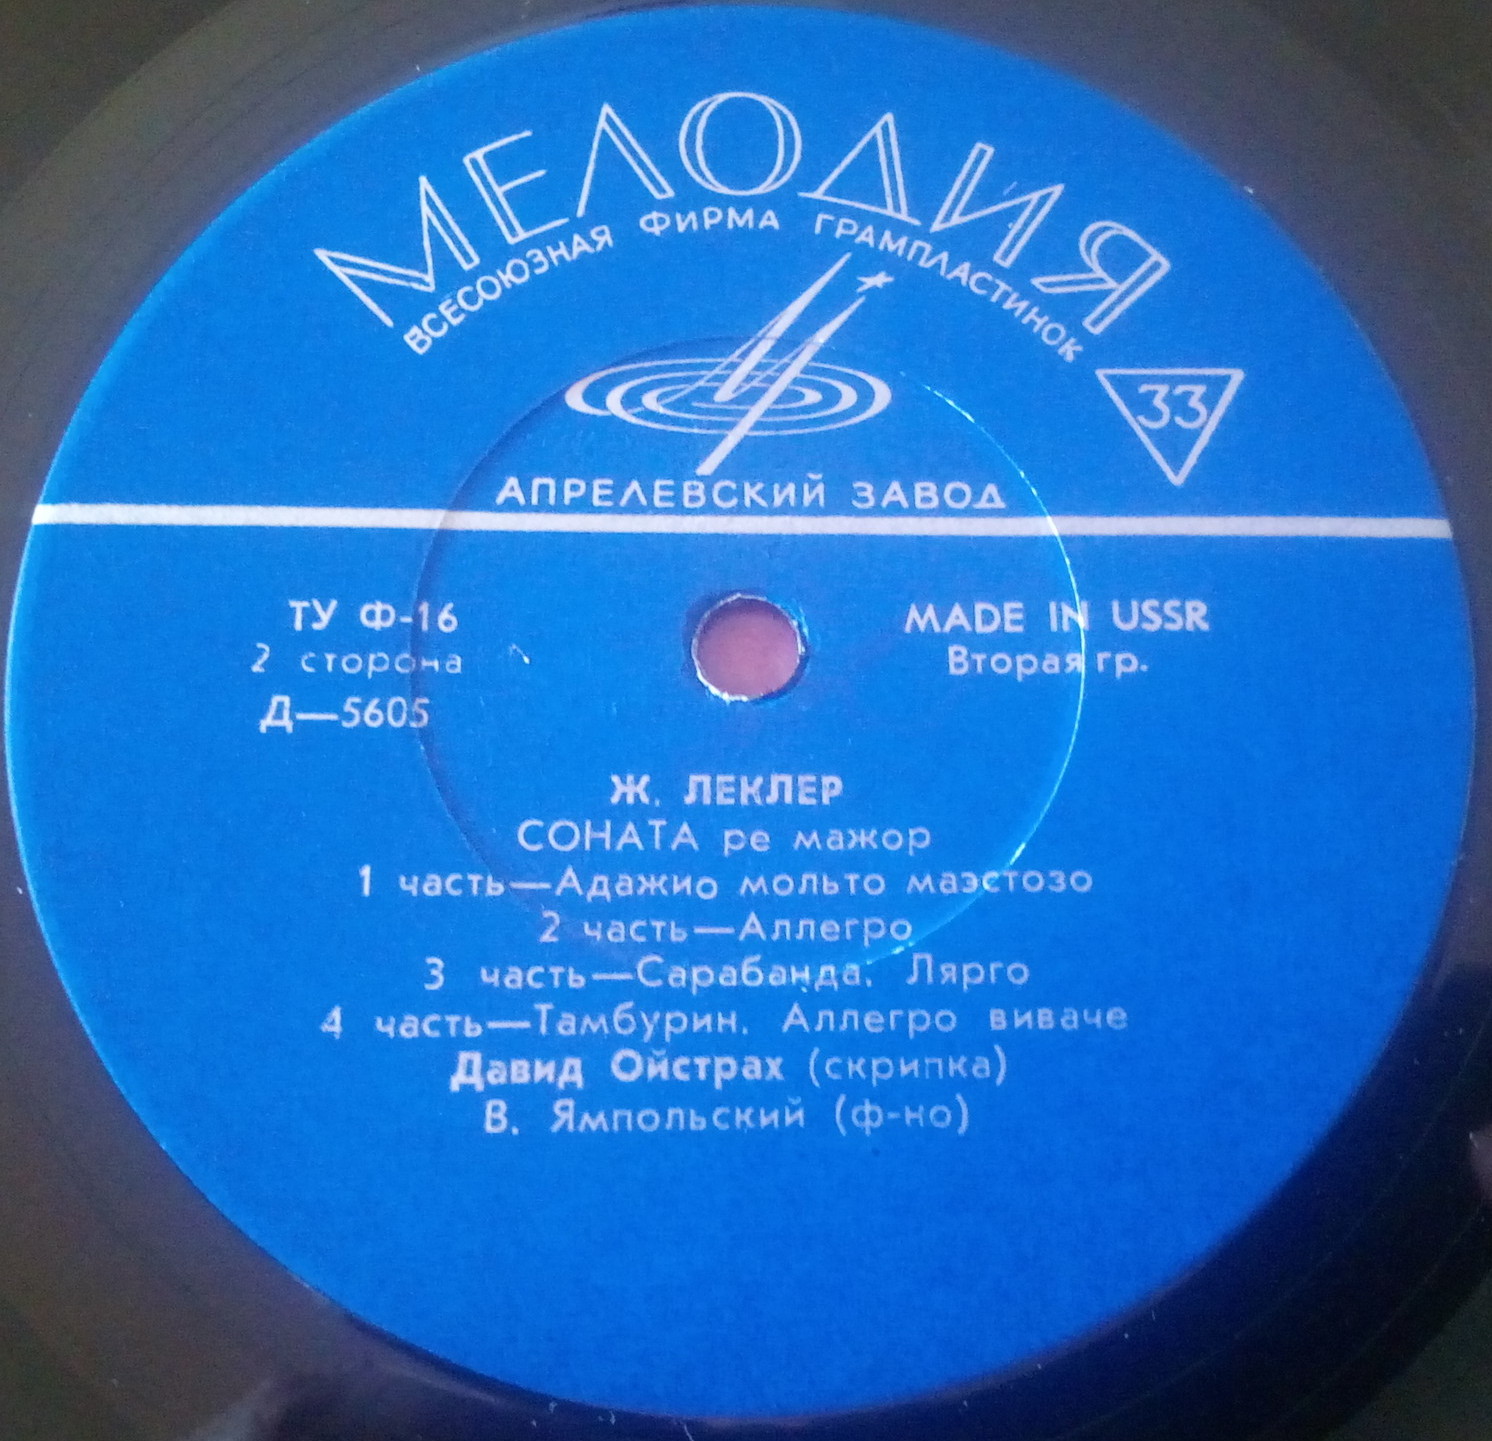 МЕЛОДИЯ
ВСЕСОЮЗНАЯ ФИРМА ГРАМПЛАСТИНОК
33
АПРЕЛЕВСКИЙ ЗАВОД
ТУ Ф-16
2 сторона
Д—5605
MADE IN USSR
Вторая гр.
Ж. ЛЕКЛЕР
СОНАТА ре мажор
1 часть—Адажио мольто маэстозо
2 часть—Аллегро
3 часть—Сарабанда. Лярго
4 часть—Тамбурин. Аллегро виваче
Давид Ойстрах (скрипка)
В. Ямпольский (ф-но)